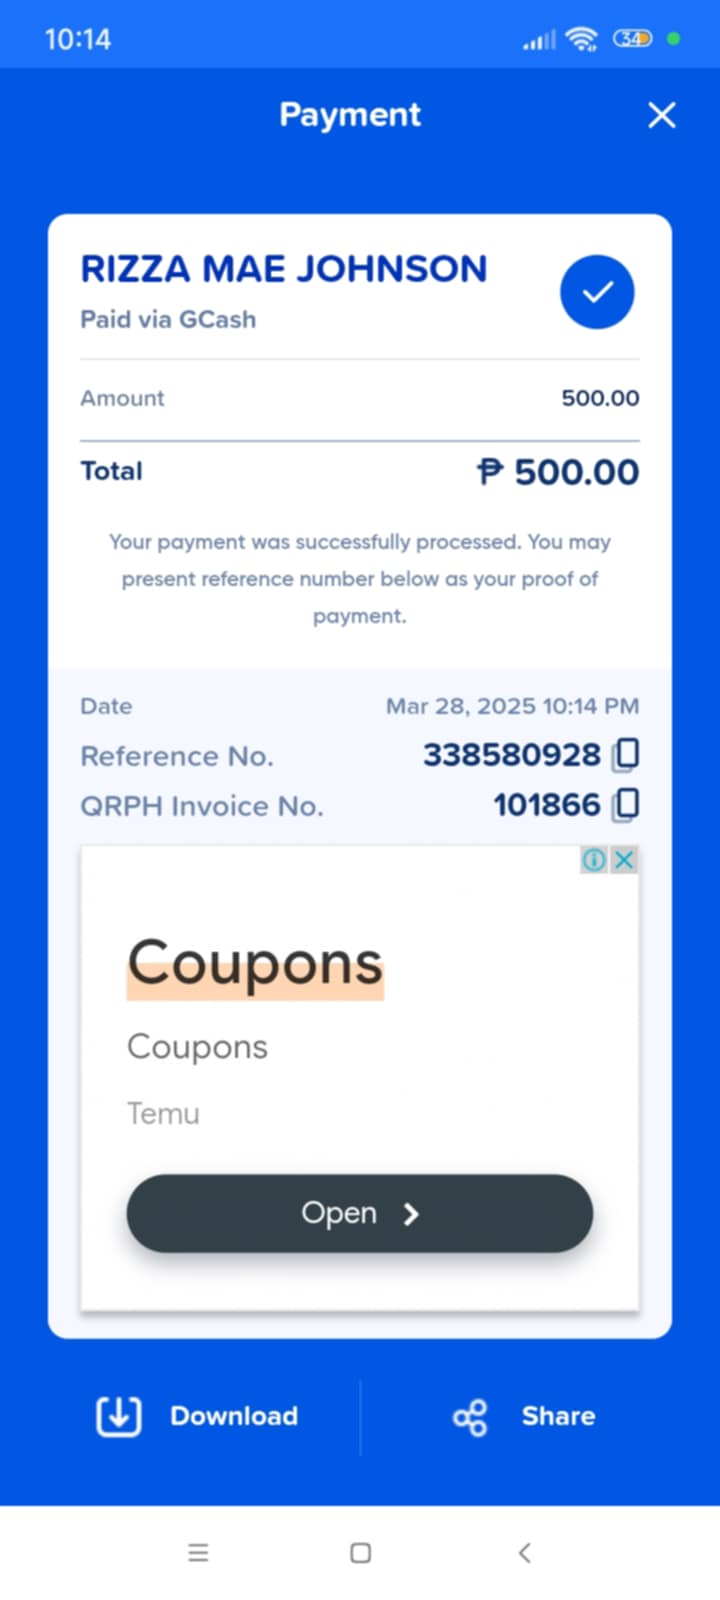 10:14
34
Payment
RIZZA MAE JOHNSON
Paid via GCash
Amount 500.00
Total ₱ 500.00
Your payment was successfully processed. You may
present reference number below as your proof of
payment.
Date Mar 28, 2025 10:14 PM
Reference No. 338580928
QRPH Invoice No. 101866
Coupons
Coupons
Temu
Open
Download Share